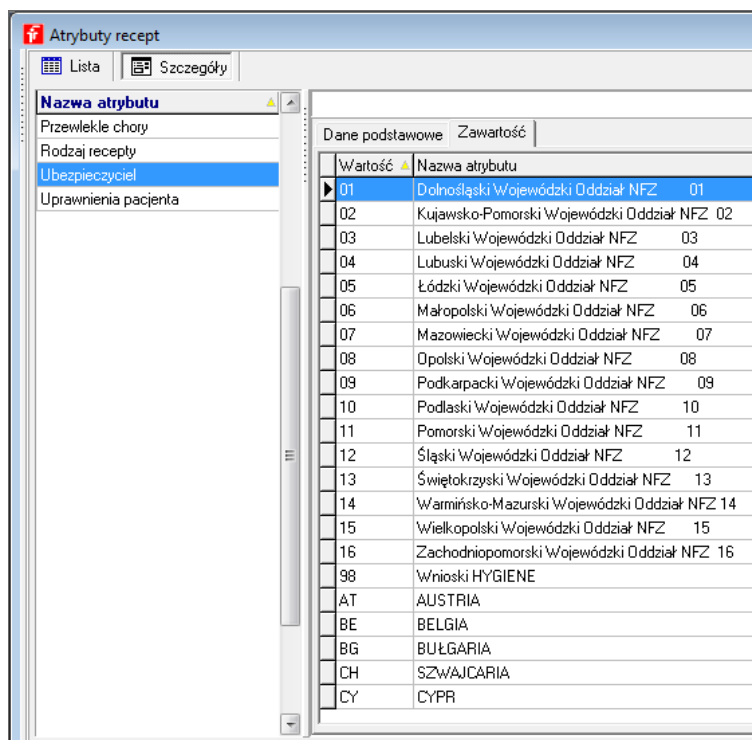 Atrybuty recept
Lista Szczegóły
Nazwa atrybutu
Przewlekle chory
Rodzaj recepty
Ubezpieczyciel
Uprawnienia pacjenta
Dane podstawowe Zawartość
Wartość Nazwa atrybutu
01 Dolnośląski Wojewódzki Oddział NFZ 01
02 Kujawsko-Pomorski Wojewódzki Oddział NFZ 02
03 Lubelski Wojewódzki Oddział NFZ 03
04 Lubuski Wojewódzki Oddział NFZ 04
05 Łódzki Wojewódzki Oddział NFZ 05
06 Małopolski Wojewódzki Oddział NFZ 06
07 Mazowiecki Wojewódzki Oddział NFZ 07
08 Opolski Wojewódzki Oddział NFZ 08
09 Podkarpacki Wojewódzki Oddział NFZ 09
10 Podlaski Wojewódzki Oddział NFZ 10
11 Pomorski Wojewódzki Oddział NFZ 11
12 Śląski Wojewódzki Oddział NFZ 12
13 Świętokrzyski Wojewódzki Oddział NFZ 13
14 Warmińsko-Mazurski Wojewódzki Oddział NFZ 14
15 Wielkopolski Wojewódzki Oddział NFZ 15
16 Zachodniopomorski Wojewódzki Oddział NFZ 16
98 Wnioski HYGIENE
AT AUSTRIA
BE BELGIA
BG BUŁGARIA
CH SZWAJCARIA
CY CYPR